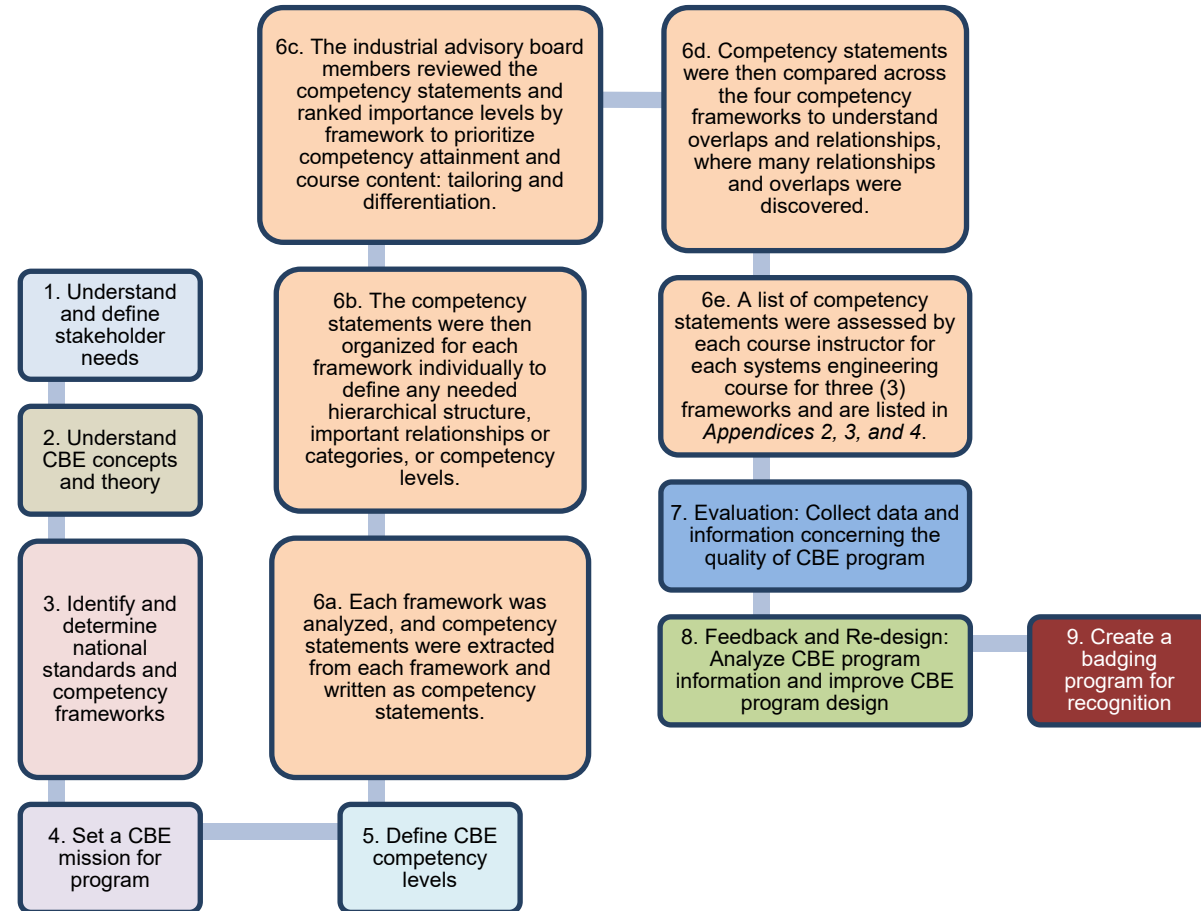 1. Understand
and define
stakeholder
needs
2. Understand
CBE concepts
and theory
3. Identify and
determine
national
standards and
competency
frameworks
4. Set a CBE
mission for
program
5. Define CBE
competency
levels
6a. Each framework was
analyzed, and competency
statements were extracted
from each framework and
written as competency
statements.
6b. The competency
statements were then
organized for each
framework individually to
define any needed
hierarchical structure,
important relationships or
categories, or competency
levels.
6c. The industrial advisory board
members reviewed the
competency statements and
ranked importance levels by
framework to prioritize
competency attainment and
course content: tailoring and
differentiation.
6d. Competency statements
were then compared across
the four competency
frameworks to understand
overlaps and relationships,
where many relationships
and overlaps were
discovered.
6e. A list of competency
statements were assessed by
each course instructor for
each systems engineering
course for three (3)
frameworks and are listed in
Appendices 2, 3, and 4.
7. Evaluation: Collect data and
information concerning the
quality of CBE program
8. Feedback and Re-design:
Analyze CBE program
information and improve CBE
program design
9. Create a
badging
program for
recognition